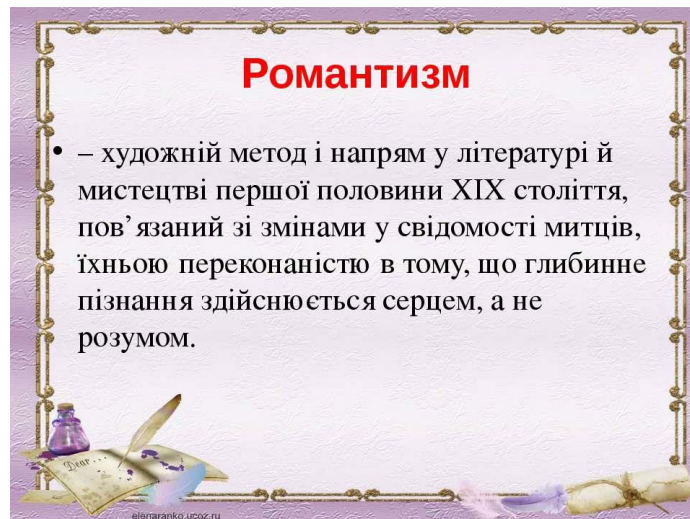 Романтизм
• – художній метод і напрям у літературі й
мистецтві першої половини XIX століття,
пов’язаний зі змінами у свідомості митців,
їхньою переконаністю в тому, що глибинне
пізнання здійснюється серцем, а не
розумом.
Dear ...
elenaranko.ucoz.ru